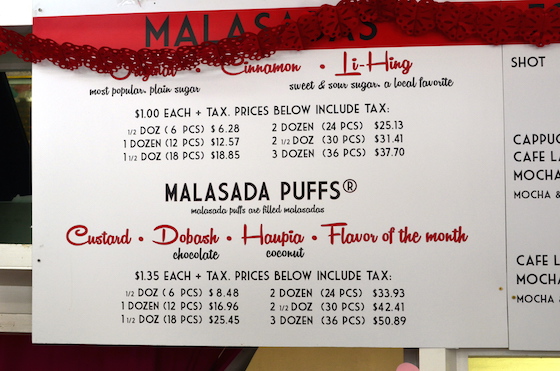 MALASADAS
Original • Cinnamon • Li-Hing
most popular. plain sugar
sweet & sour sugar. a local favorite
$1.00 EACH + TAX. PRICES BELOW INCLUDE TAX:
1/2 DOZ ( 6 PCS) $ 6.28
1 DOZEN (12 PCS) $12.57
1 1/2 DOZ (18 PCS) $18.85
2 DOZEN (24 PCS) $25.13
2 1/2 DOZ (30 PCS) $31.41
3 DOZEN (36 PCS) $37.70
MALASADA PUFFS®
malasada puffs are filled malasadas
Custard • Dobash • Haupia • Flavor of the month
chocolate
coconut
$1.35 EACH + TAX. PRICES BELOW INCLUDE TAX:
1/2 DOZ ( 6 PCS) $ 8.48
1 DOZEN (12 PCS) $16.96
1 1/2 DOZ (18 PCS) $25.45
2 DOZEN (24 PCS) $33.93
2 1/2 DOZ (30 PCS) $42.41
3 DOZEN (36 PCS) $50.89
SHOT
CAPPUC
CAFE LA
MOCHA
MOCHA &
CAFE L
MOCHA
MOCHA &